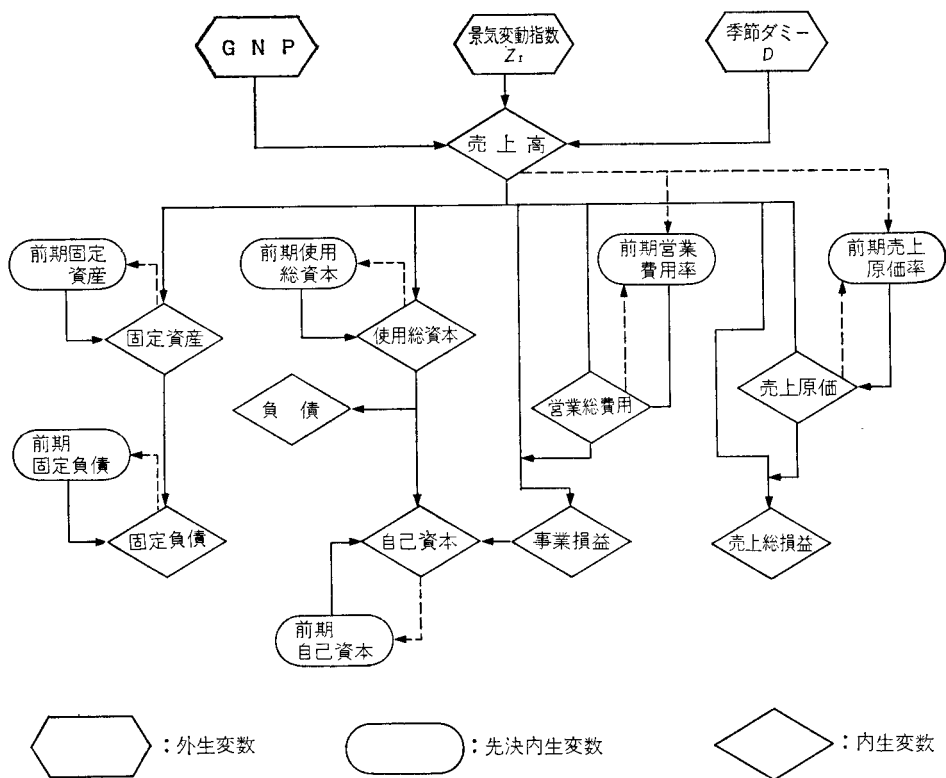 GNP
景気変動指数
Z_I
季節ダミー
D
売上高
前期固定
資産
前期使用
総資本
前期営業
費用率
前期売上
原価率
固定資産
使用総資本
負債
営業総費用
売上原価
前期
固定負債
固定負債
自己資本
事業損益
売上総損益
前期
自己資本
：外生変数
：先決内生変数
：内生変数